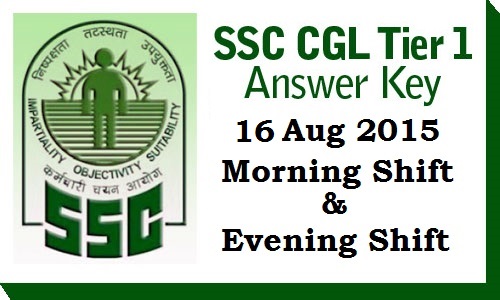 निष्पक्षता तटस्थता उपयुक्तता
IMPARTIALITY OBJECTIVITY SUITABILITY
कर्मचारी चयन आयोग
SSC
SSC CGL Tier 1
Answer Key
16 Aug 2015
Morning Shift
&
Evening Shift